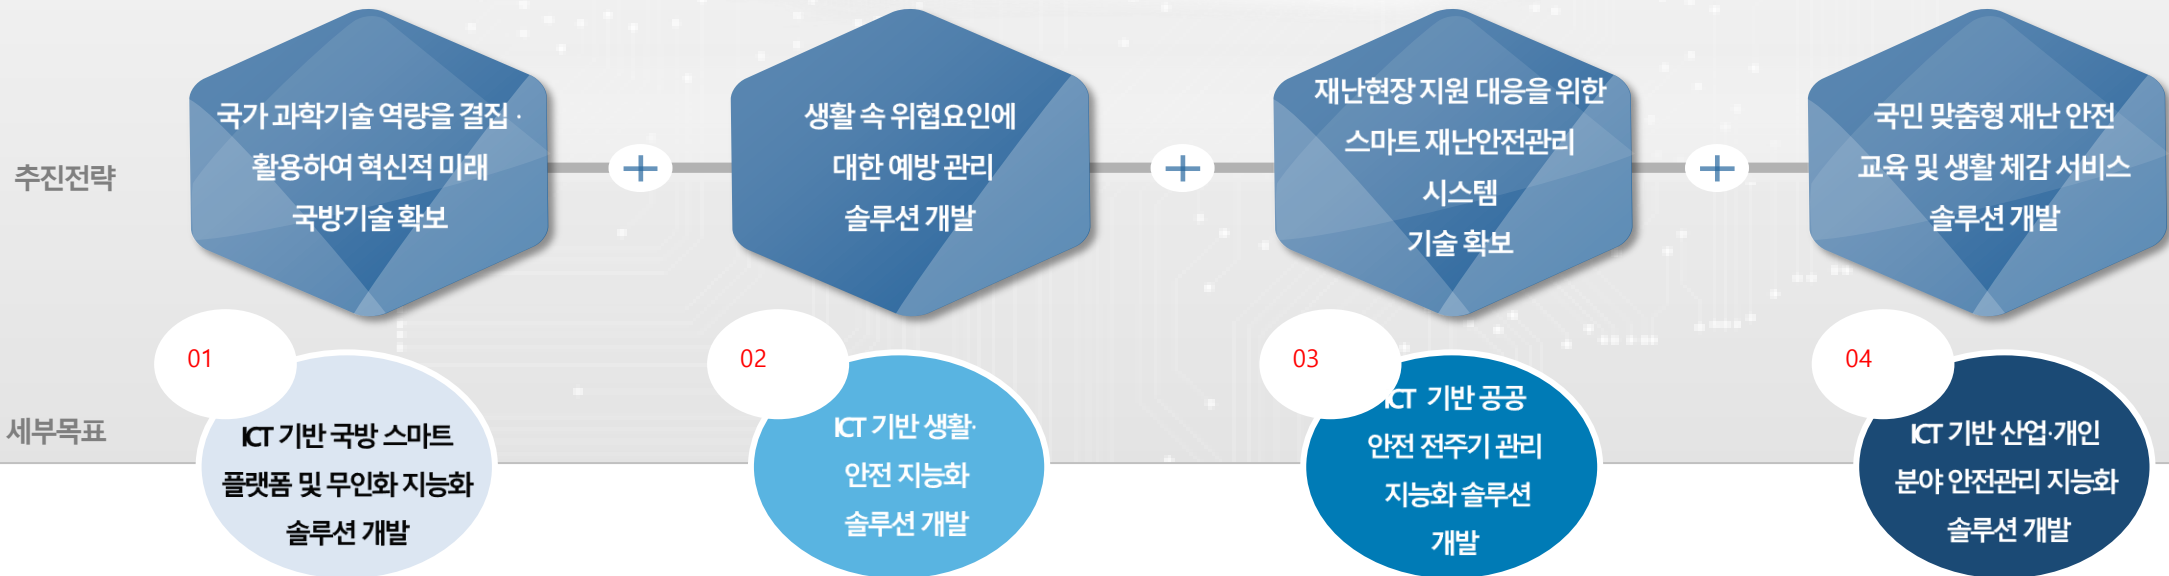 추진전략
국가 과학기술 역량을 결집 ·
활용하여 혁신적 미래
국방기술 확보
생활 속 위협요인에
대한 예방 관리
솔루션 개발
재난현장 지원 대응을 위한
스마트 재난안전관리
시스템
기술 확보
국민 맞춤형 재난 안전
교육 및 생활 체감 서비스
솔루션 개발
세부목표
01
ICT 기반 국방 스마트
플랫폼 및 무인화 지능화
솔루션 개발
02
ICT 기반 생활·
안전 지능화
솔루션 개발
03
ICT 기반 공공
안전 전주기 관리
지능화 솔루션
개발
04
ICT 기반 산업·개인
분야 안전관리 지능화
솔루션 개발